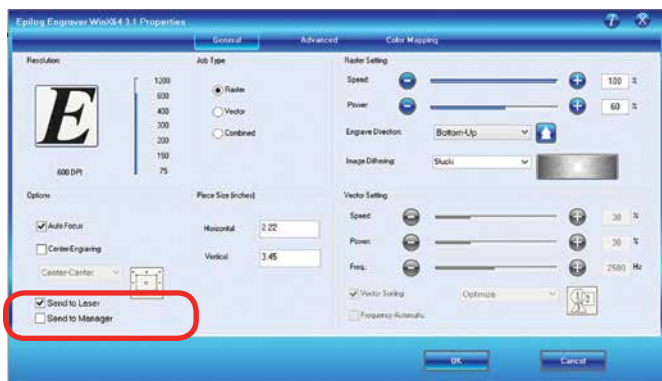 Epilog Engraver WinX64 3.1 Properties
General Advanced Color Mapping
Resolution
E
600 DPI
1200
600
400
300
200
150
75
Job Type
Raster
Vector
Combined
Raster Setting
Speed 100 %
Power 60 %
Engrave Direction: Bottom-Up
Image Dithering: Stucki
Options
Auto Focus
Center-Engraving
Center-Center
Send to Laser
Send to Manager
Piece Size (inches)
Horizontal: 2.22
Vertical: 3.45
Vector Setting
Speed: 30 %
Power: 30 %
Freq.: 2500 Hz
Vector Sorting Optimize
Frequency Automatic
OK Cancel